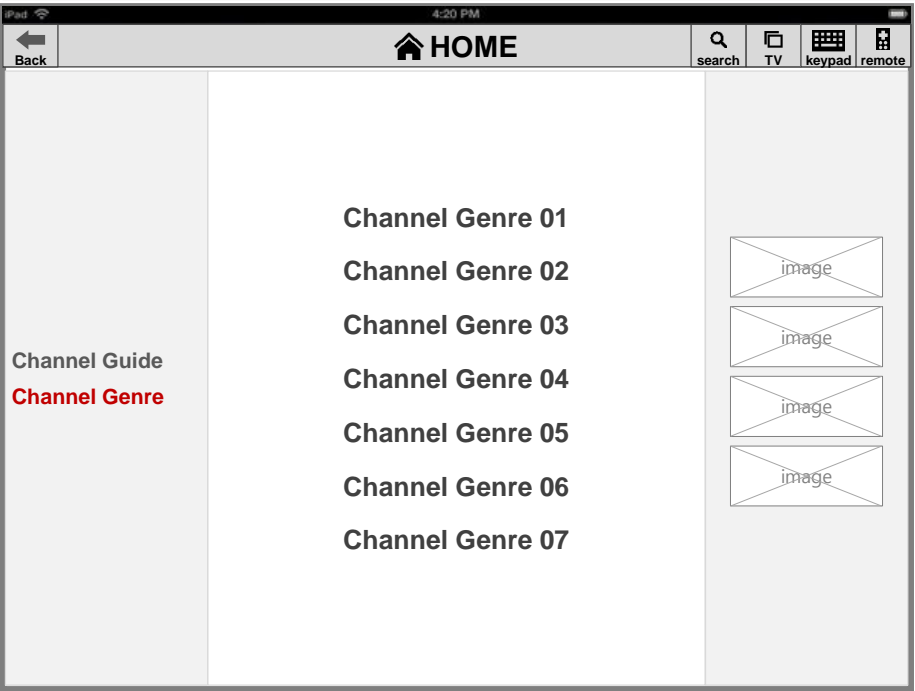 iPad
4:20 PM
Back
HOME
search
TV
keypad
remote
Channel Guide
Channel Genre
Channel Genre 01
Channel Genre 02
Channel Genre 03
Channel Genre 04
Channel Genre 05
Channel Genre 06
Channel Genre 07
image
image
image
image